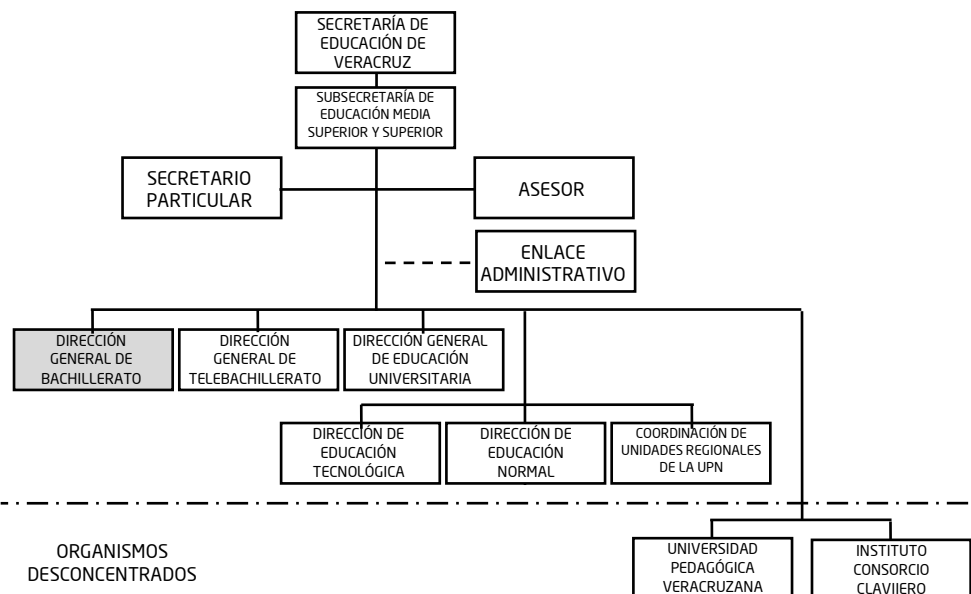 SECRETARÍA DE
EDUCACIÓN DE
VERACRUZ
SUBSECRETARÍA DE
EDUCACIÓN MEDIA
SUPERIOR Y SUPERIOR
SECRETARIO
PARTICULAR
ASESOR
ENLACE
ADMINISTRATIVO
DIRECCIÓN
GENERAL DE
BACHILLERATO
DIRECCIÓN
GENERAL DE
TELEBACHILLERATO
DIRECCIÓN GENERAL
DE EDUCACIÓN
UNIVERSITARIA
DIRECCIÓN DE
EDUCACIÓN
TECNOLÓGICA
DIRECCIÓN DE
EDUCACIÓN
NORMAL
COORDINACIÓN DE
UNIDADES REGIONALES
DE LA UPN
ORGANISMOS
DESCONCENTRADOS
UNIVERSIDAD
PEDAGÓGICA
VERACRUZANA
INSTITUTO
CONSORCIO
CLAVIJERO